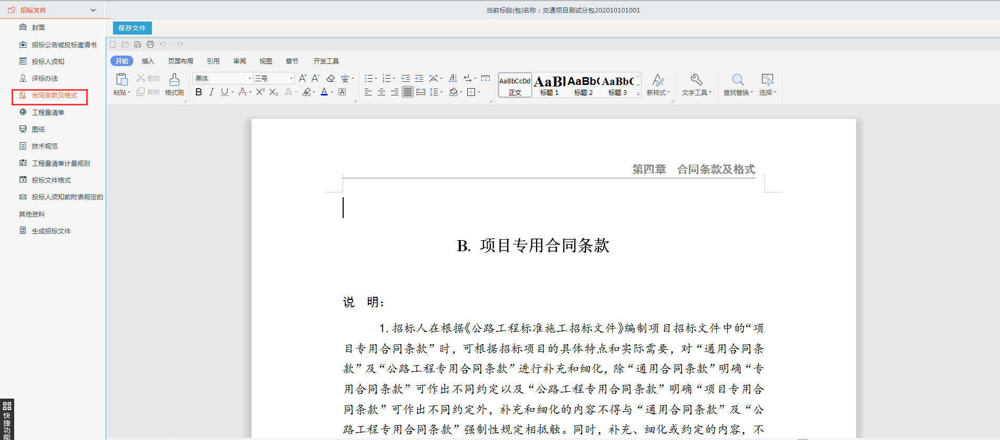 招标文件
当前标段(包)名称：交通项目测试分包202010101001
封面
招标公告或投标邀请书
投标人须知
评标办法
合同条款及格式
工程量清单
图纸
技术规范
工程量清单计量规则
投标文件格式
投标人须知前附表规定的
其他资料
生成招标文件
快捷功能
保存文件
开始 插入 页面布局 引用 审阅 视图 章节 开发工具
粘贴 剪切 复制 格式刷
黑体 三号
AaBbCcDd AaBl AaBb( AaBb(
正文 标题 1 标题 2 标题 3
新样式 文字工具 查找替换 选择
第四章　合同条款及格式
B. 项目专用合同条款
说　明：
1.招标人在根据《公路工程标准施工招标文件》编制项目招标文件中的“项
目专用合同条款”时，可根据招标项目的具体特点和实际需要，对“通用合同条
款”及“公路工程专用合同条款”进行补充和细化，除“通用合同条款”明确“专
用合同条款”可作出不同约定以及“公路工程专用合同条款”明确“项目专用合
同条款”可作出不同约定外，补充和细化的内容不得与“通用合同条款”及“公
路工程专用合同条款”强制性规定相抵触。同时，补充、细化或约定的内容，不